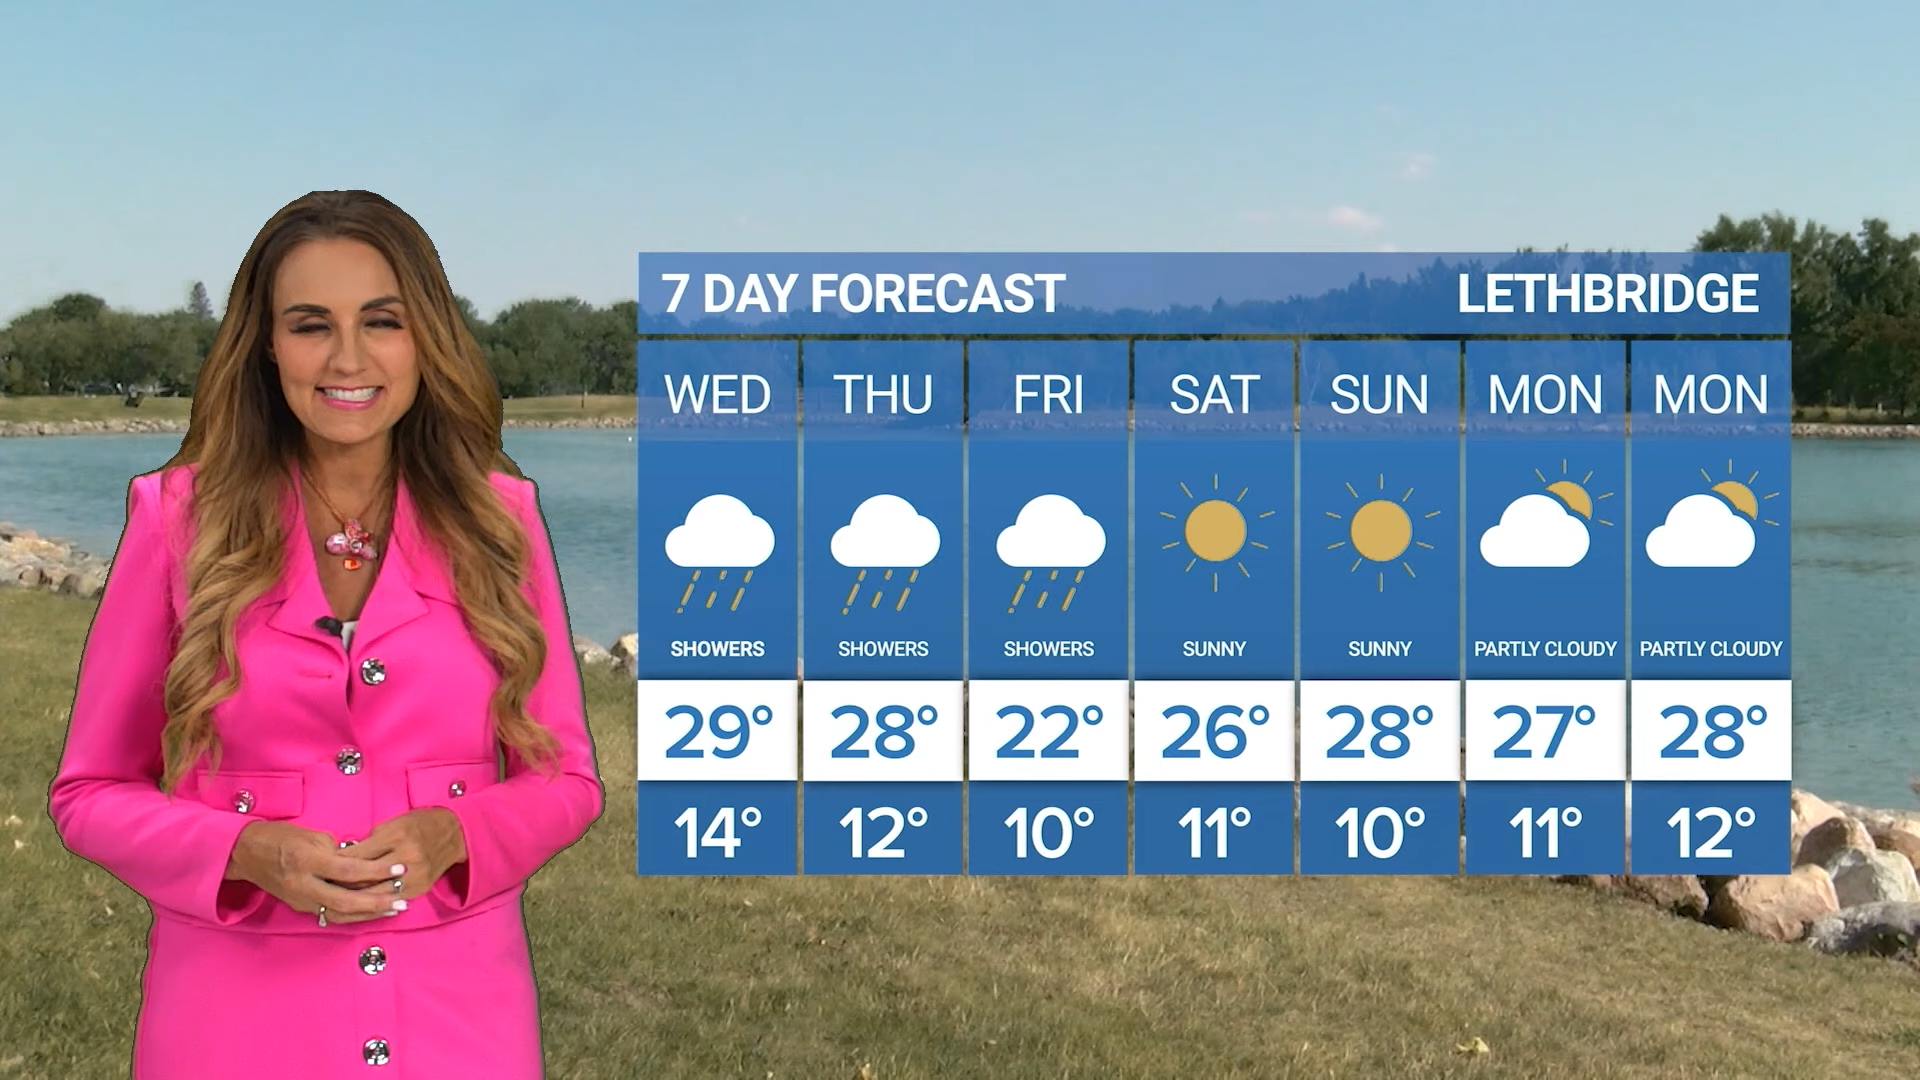 7 DAY FORECAST LETHBRIDGE
WED THU FRI SAT SUN MON MON
SHOWERS SHOWERS SHOWERS SUNNY SUNNY PARTLY CLOUDY PARTLY CLOUDY
29° 28° 22° 26° 28° 27° 28°
14° 12° 10° 11° 10° 11° 12°